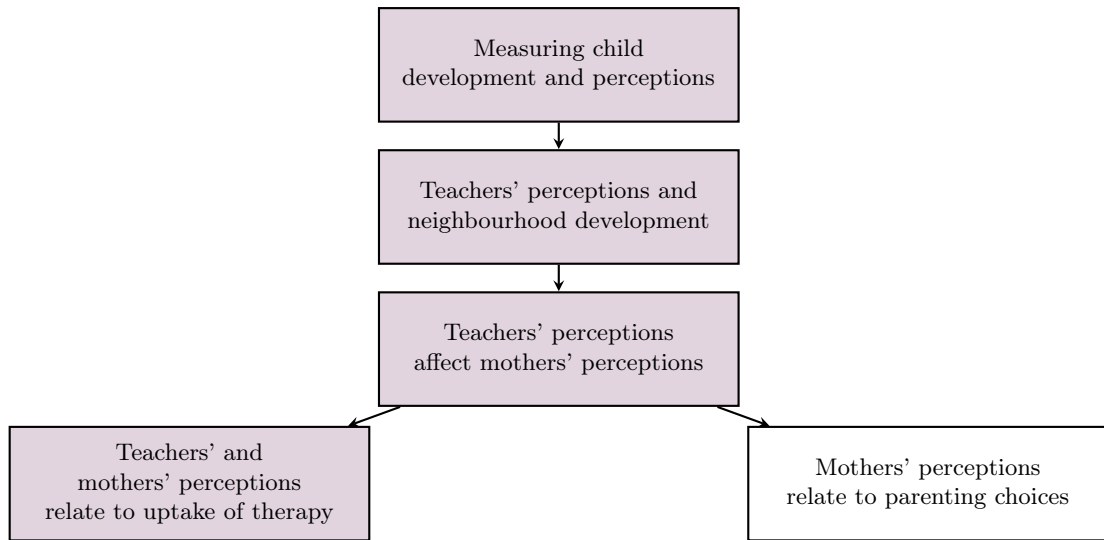 Measuring child
development and perceptions
Teachers’ perceptions and
neighbourhood development
Teachers’ perceptions
affect mothers’ perceptions
Teachers’ and
mothers’ perceptions
relate to uptake of therapy
Mothers’ perceptions
relate to parenting choices